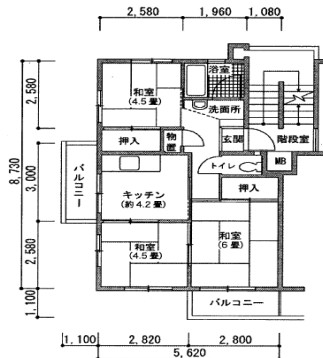 2,580
1,960
1,080
浴室
和室
(4.5 畳)
洗面所
2,580
押入
物置
玄関
階段室
トイレ
MB
8,730
3,000
バルコニー
キッチン
(約 4.2 畳)
押入
2,580
和室
(4.5 畳)
和室
(6 畳)
1,100
バルコニー
1,100
2,820
2,800
5,620